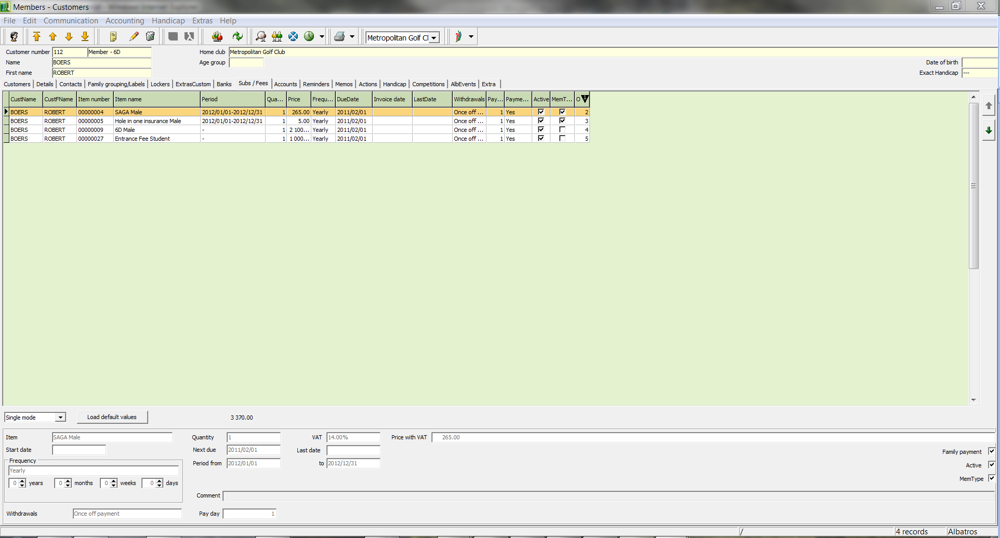 Members - Customers
File Edit Communication Accounting Handicap Extras Help
Metropolitan Golf Cl
Customer number 112 Member - 6D Home club Metropolitan Golf Club
Name BOERS Age group Date of birth
First name ROBERT Exact Handicap ---
Customers Details Contacts Family grouping/Labels Lockers ExtrasCustom Banks Subs / Fees Accounts Reminders Memos Actions Handicap Competitions AlbEvents Extra
CustName CustFName Item number Item name Period Qua... Price Frequ... DueDate Invoice date LastDate Withdrawals Pay... Payme... Active MemT... O 1
BOERS ROBERT 00000004 SAGA Male 2012/01/01-2012/12/31 1 265.00 Yearly 2011/02/01 Once off ... 1 Yes 2
BOERS ROBERT 00000005 Hole in one insurance Male 2012/01/01-2012/12/31 1 5.00 Yearly 2011/02/01 Once off ... 1 Yes 3
BOERS ROBERT 00000009 6D Male - 1 2 100... Yearly 2011/02/01 Once off ... 1 Yes 4
BOERS ROBERT 00000027 Entrance Fee Student - 1 1 000... Yearly 2011/02/01 Once off ... 1 Yes 5
Single mode Load default values 3 370.00
Item SAGA Male Quantity 1 VAT 14.00% Price with VAT 265.00
Start date Next due 2011/02/01 Last date Family payment
Frequency Period from 2012/01/01 to 2012/12/31 Active
Yearly
0 years 0 months 0 weeks 0 days MemType
Comment
Withdrawals Once off payment Pay day 1
/ 4 records Albatros